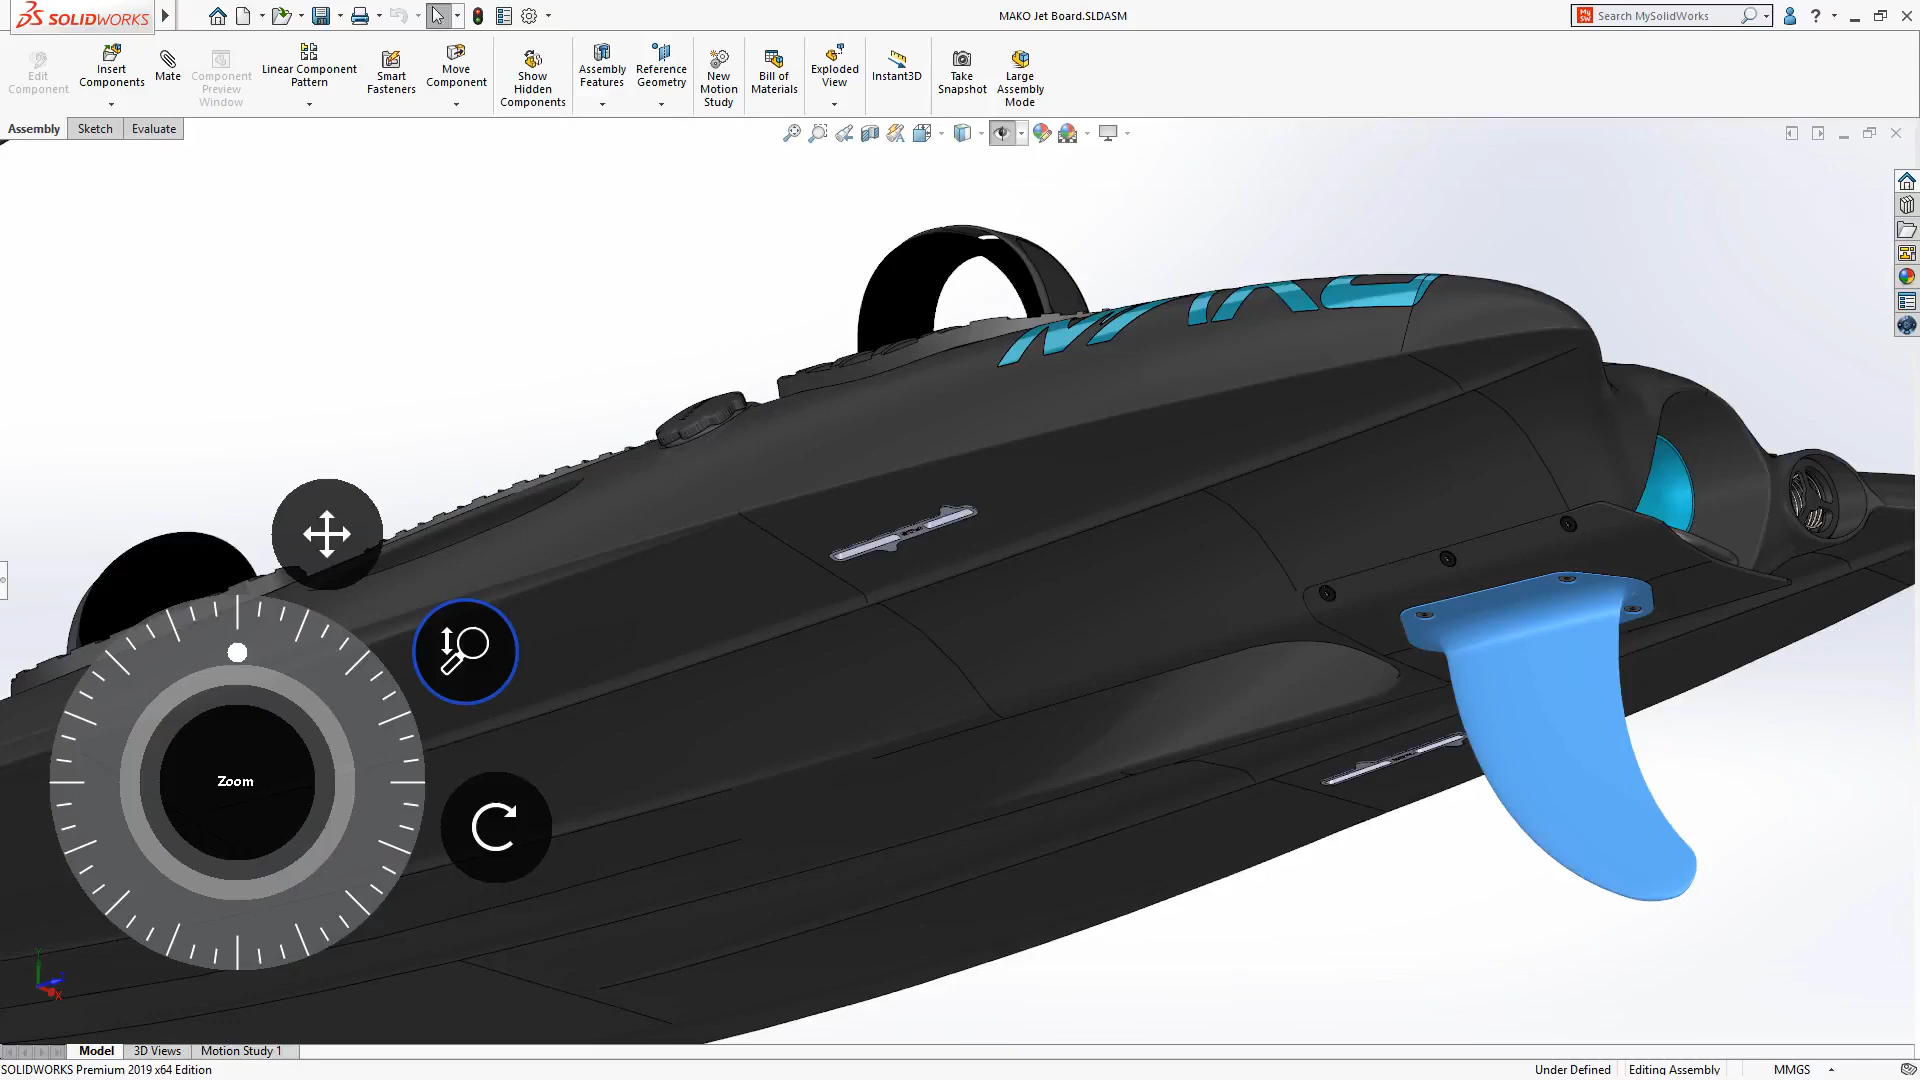 SOLIDWORKS
MAKO Jet Board.SLDASM
Search MySolidWorks
Edit Component
Insert Components
Mate
Component Preview Window
Linear Component Pattern
Smart Fasteners
Move Component
Show Hidden Components
Assembly Features
Reference Geometry
New Motion Study
Bill of Materials
Exploded View
Instant3D
Take Snapshot
Large Assembly Mode
Assembly
Sketch
Evaluate
Zoom
Y
X
Model
3D Views
Motion Study 1
SOLIDWORKS Premium 2019 x64 Edition
Under Defined
Editing Assembly
MMGS